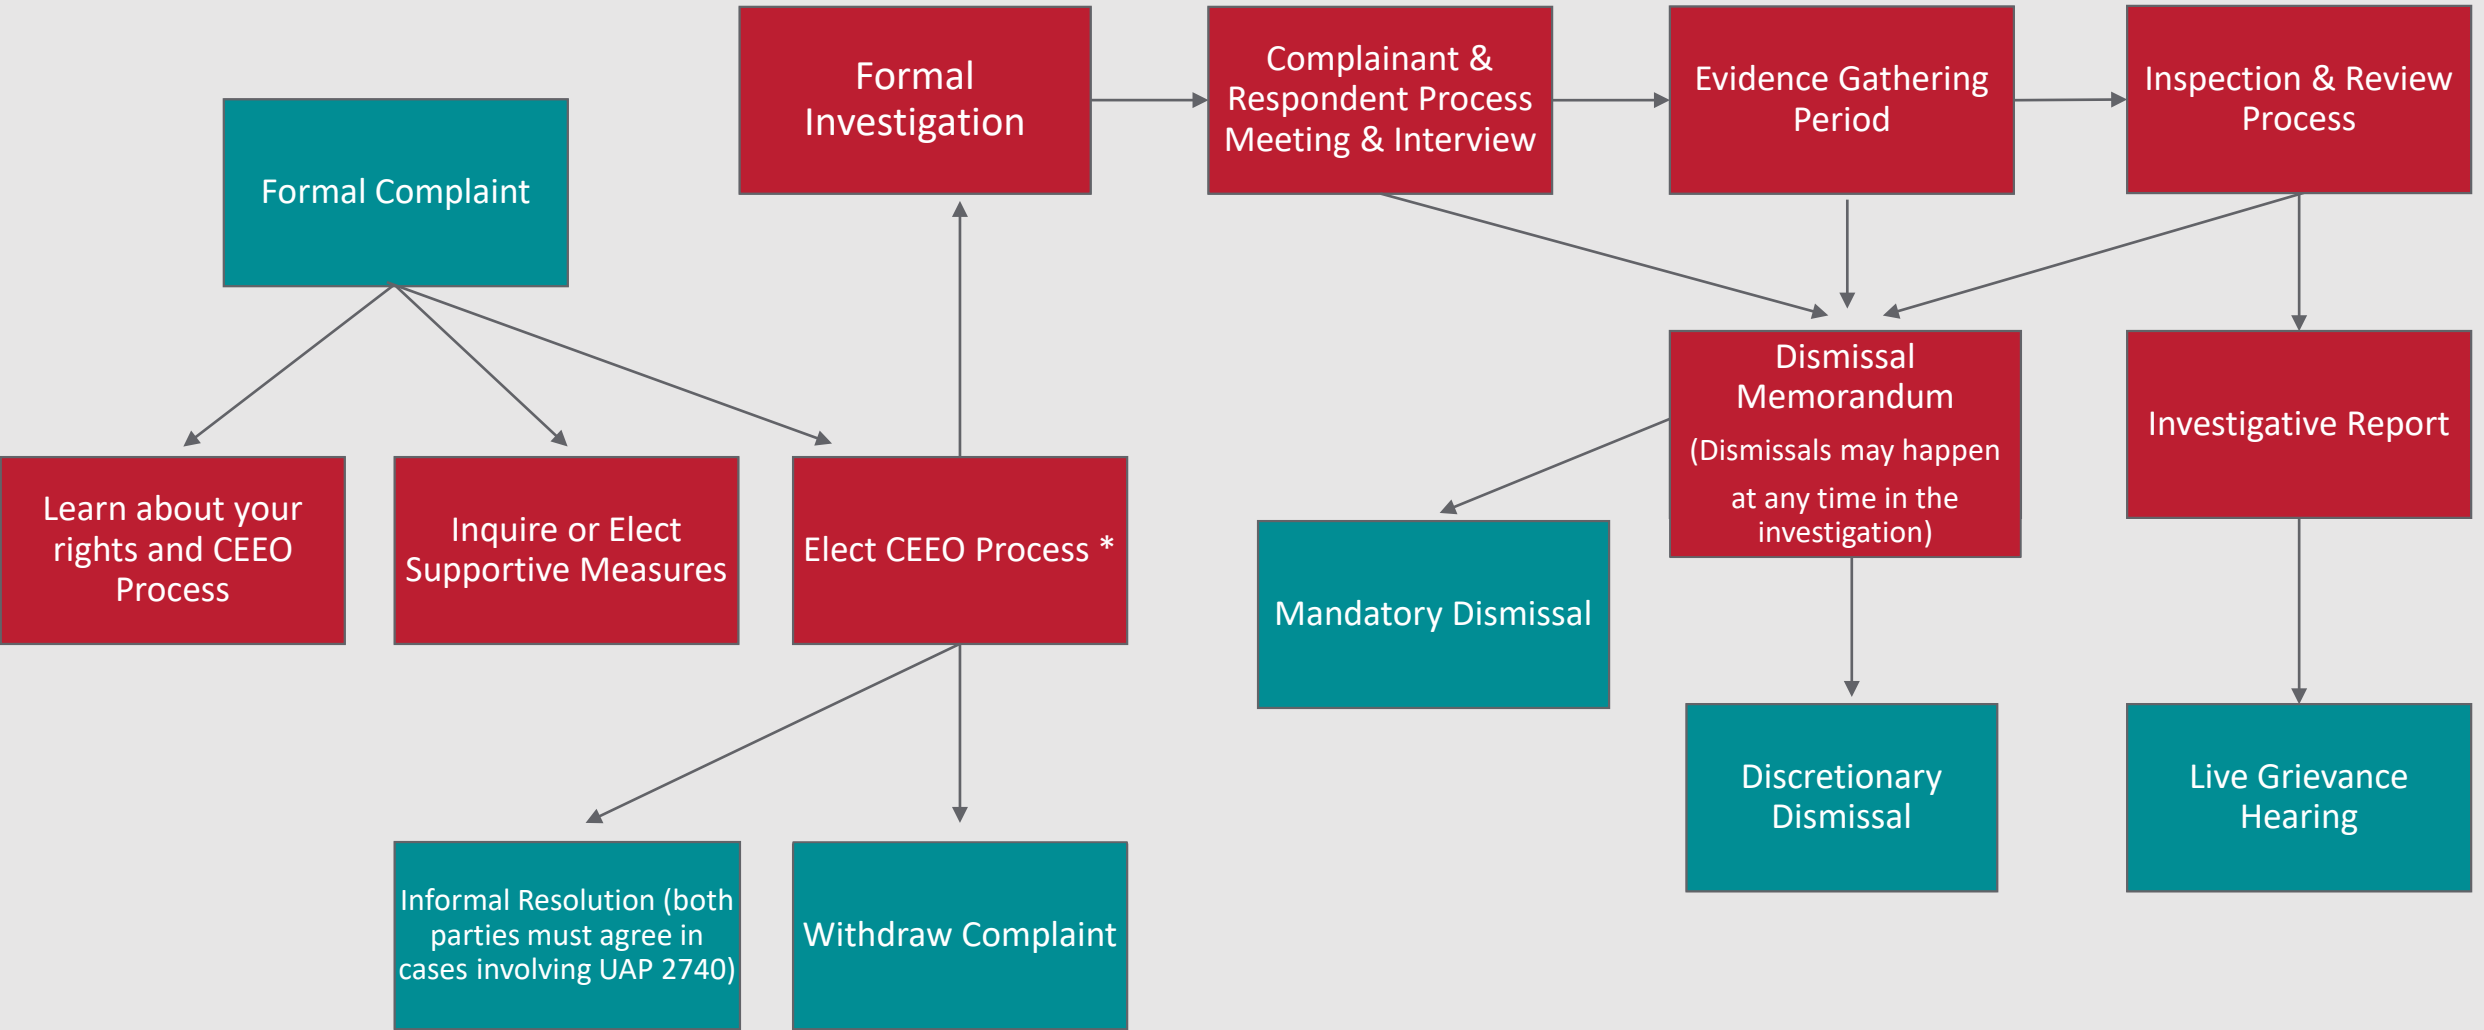 Formal Complaint
Formal
Investigation
Complainant &
Respondent Process
Meeting & Interview
Evidence Gathering
Period
Inspection & Review
Process
Learn about your
rights and CEEO
Process
Inquire or Elect
Supportive Measures
Elect CEEO Process *
Dismissal
Memorandum
(Dismissals may happen
at any time in the
investigation)
Investigative Report
Mandatory Dismissal
Discretionary
Dismissal
Live Grievance
Hearing
Informal Resolution (both
parties must agree in
cases involving UAP 2740)
Withdraw Complaint